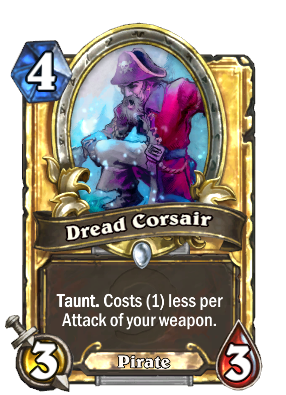 4
Dread Corsair
Taunt. Costs (1) less per
Attack of your weapon.
3
Pirate
3